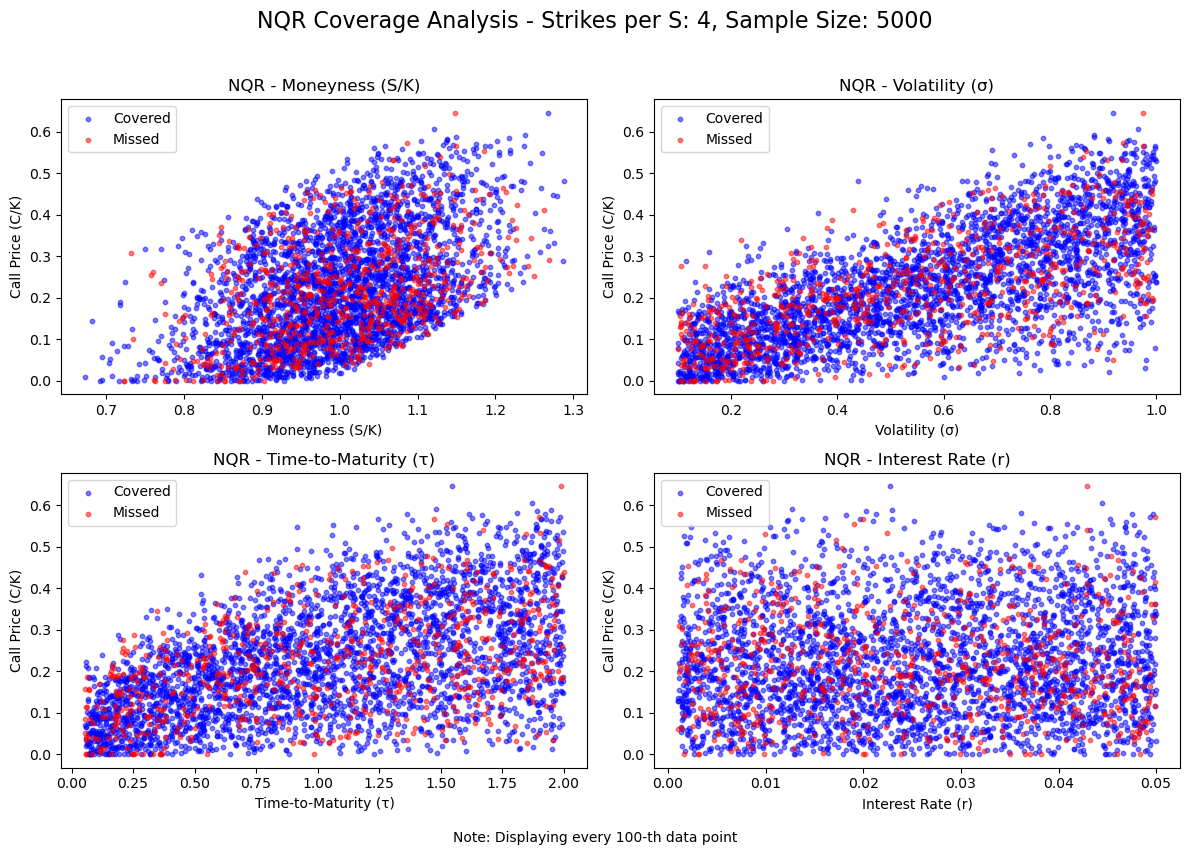 NQR Coverage Analysis - Strikes per S: 4, Sample Size: 5000
NQR - Moneyness (S/K)
Covered
Missed
Call Price (C/K)
0.6
0.5
0.4
0.3
0.2
0.1
0.0
0.7 0.8 0.9 1.0 1.1 1.2 1.3
Moneyness (S/K)
NQR - Volatility (σ)
Covered
Missed
Call Price (C/K)
0.6
0.5
0.4
0.3
0.2
0.1
0.0
0.2 0.4 0.6 0.8 1.0
Volatility (σ)
NQR - Time-to-Maturity (τ)
Covered
Missed
Call Price (C/K)
0.6
0.5
0.4
0.3
0.2
0.1
0.0
0.00 0.25 0.50 0.75 1.00 1.25 1.50 1.75 2.00
Time-to-Maturity (τ)
NQR - Interest Rate (r)
Covered
Missed
Call Price (C/K)
0.6
0.5
0.4
0.3
0.2
0.1
0.0
0.00 0.01 0.02 0.03 0.04 0.05
Interest Rate (r)
Note: Displaying every 100-th data point